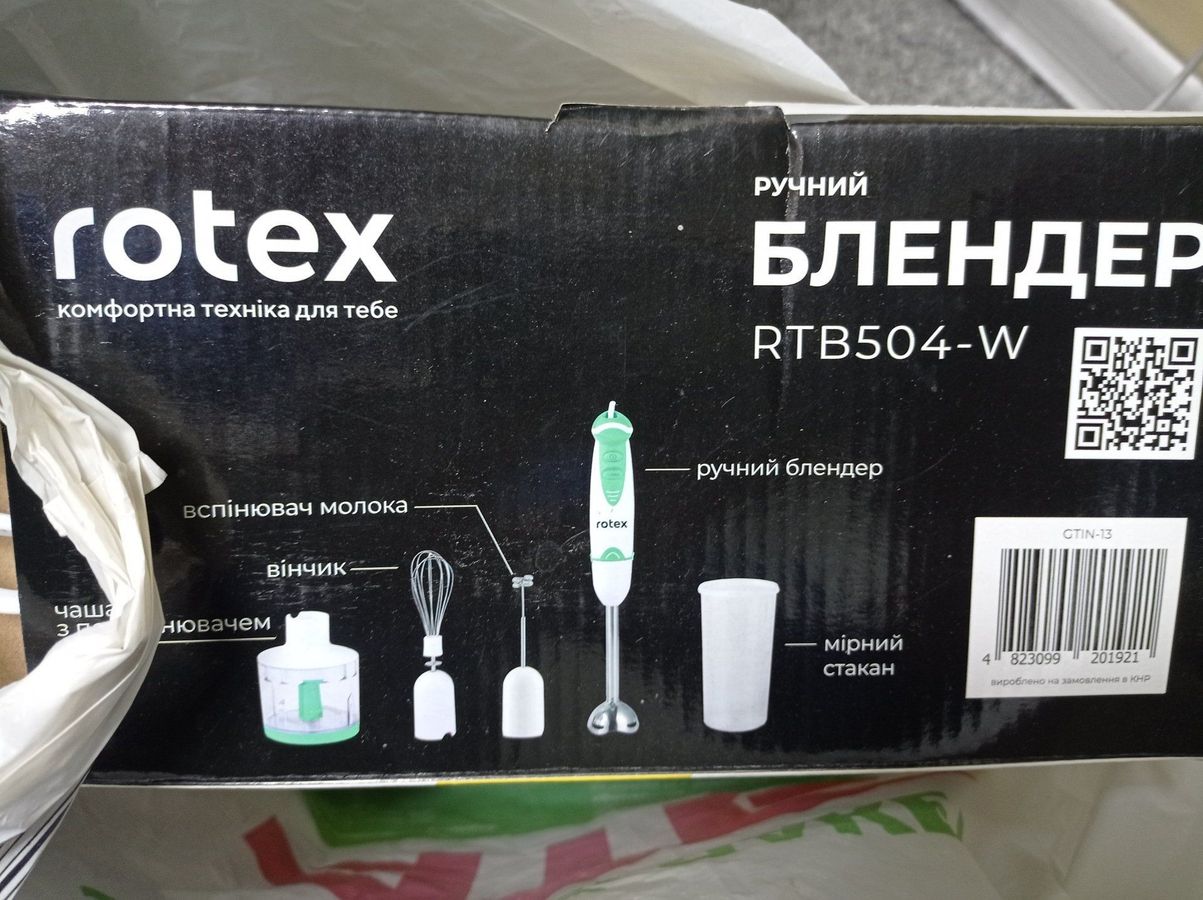 rotex
комфортна техніка для тебе
РУЧНИЙ
БЛЕНДЕР
RTB504-W
ручний блендер
вспінювач молока
rotex
вінчик
чаша
з
мірний
стакан
GTIN-13
4 823099 201921
вироблено на замовлення в КНР